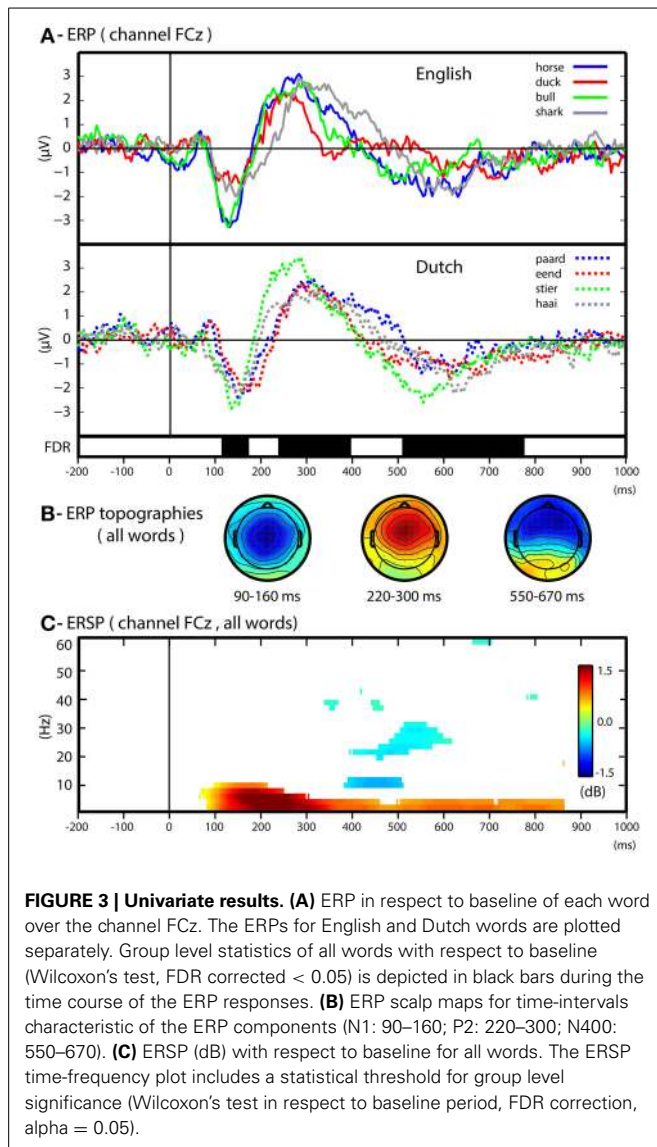 A - ERP ( channel FCz )
English
horse
duck
bull
shark
3
2
1
0
-1
-2
-3
(µV)
Dutch
paard
eend
stier
haai
3
2
1
0
-1
-2
-3
(µV)
FDR
-200 -100 0 100 200 300 400 500 600 700 800 900 1000
(ms)
B - ERP topographies
( all words )
90-160 ms 220-300 ms 550-670 ms
C - ERSP ( channel FCz , all words)
60
50
40
30
20
10
(Hz)
1.5
0.0
-1.5
(dB)
-200 -100 0 100 200 300 400 500 600 700 800 900 1000
(ms)
FIGURE 3 | Univariate results. (A) ERP in respect to baseline of each word
over the channel FCz. The ERPs for English and Dutch words are plotted
separately. Group level statistics of all words with respect to baseline
(Wilcoxon's test, FDR corrected < 0.05) is depicted in black bars during the
time course of the ERP responses. (B) ERP scalp maps for time-intervals
characteristic of the ERP components (N1: 90–160; P2: 220–300; N400:
550–670). (C) ERSP (dB) with respect to baseline for all words. The ERSP
time-frequency plot includes a statistical threshold for group level
significance (Wilcoxon's test in respect to baseline period, FDR correction,
alpha = 0.05).